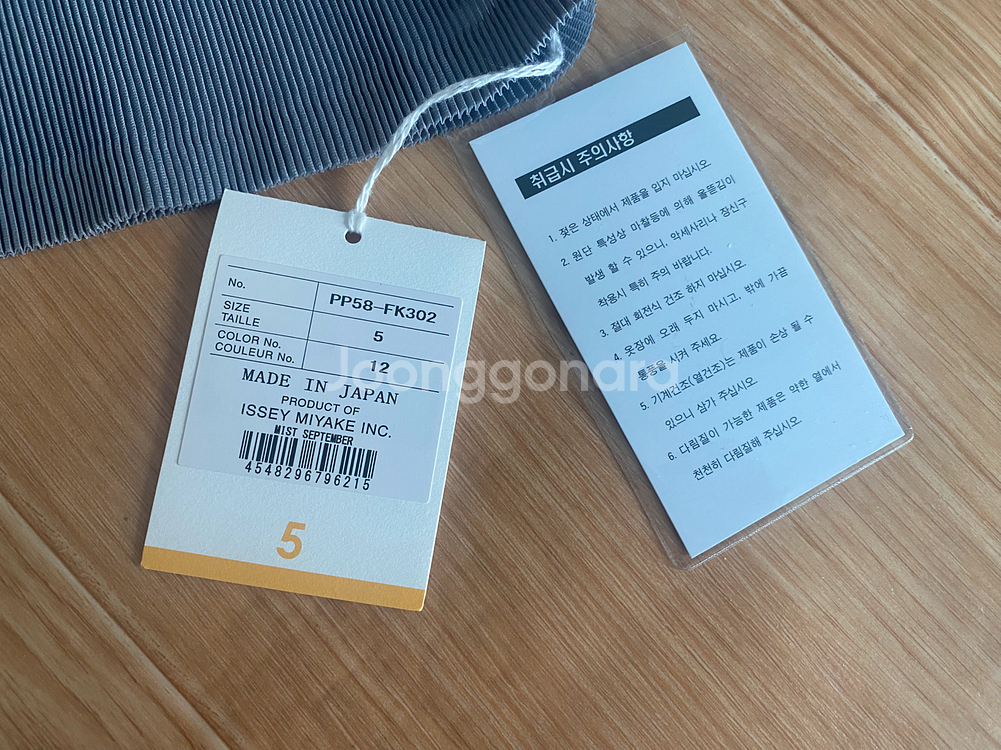 No.
PP58-FK302
SIZE
TAILLE
5
COLOR No.
COULEUR No.
12
MADE IN JAPAN
PRODUCT OF
ISSEY MIYAKE INC.
MIST SEPTEMBER
4548296796215
5
취급시 주의사항
1. 젖은 상태에서 제품을 입지 마십시오
2. 원단 특성상 마찰등에 의해 올뜯김이
발생 할 수 있으니, 악세사리나 장신구
착용시 특히 주의 바랍니다.
3. 절대 회전식 건조 하지 마십시오.
4. 옷장에 오래 두지 마시고, 밖에 가끔
통풍을 시켜 주세요.
5. 기계건조(열건조)는 제품이 손상 될 수
있으니 삼가 주십시오
6. 다림질이 가능한 제품은 약한 열에서
천천히 다림질해 주십시오.
Joonggonara